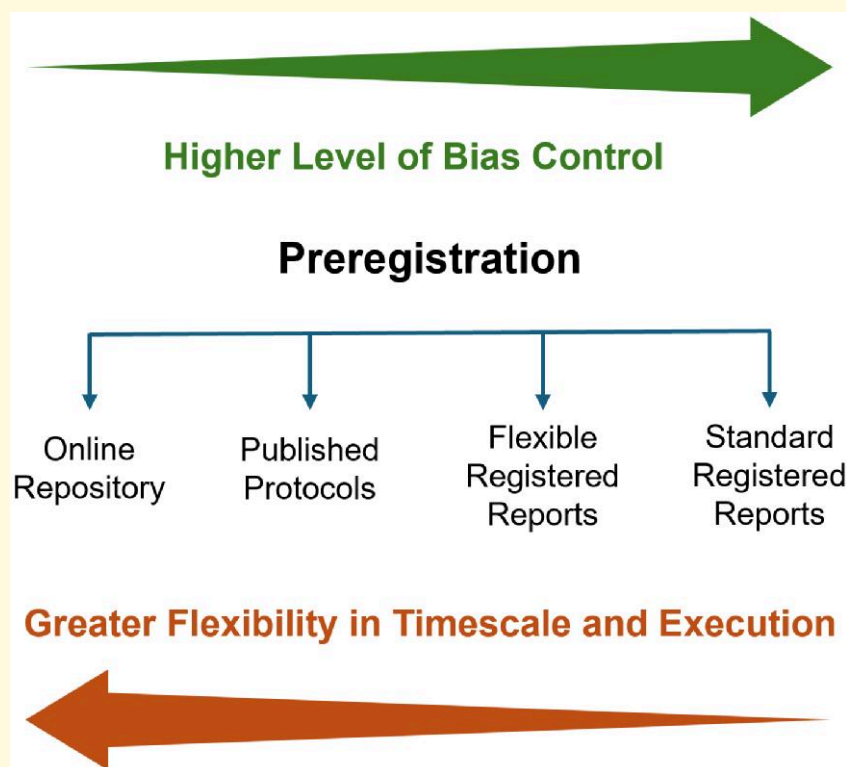 Higher Level of Bias Control
Preregistration
Online
Repository
Published
Protocols
Flexible
Registered
Reports
Standard
Registered
Reports
Greater Flexibility in Timescale and Execution